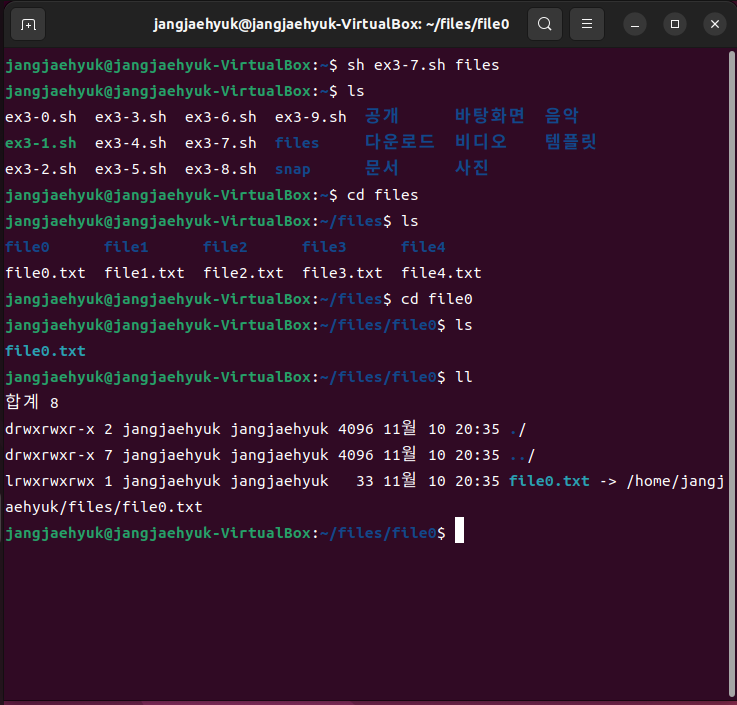 jangjaehyuk@jangjaehyuk-VirtualBox: ~/files/file0
jangjaehyuk@jangjaehyuk-VirtualBox:~$ sh ex3-7.sh files
jangjaehyuk@jangjaehyuk-VirtualBox:~$ ls
ex3-0.sh  ex3-3.sh  ex3-6.sh  ex3-9.sh  공개      바탕화면  음악
ex3-1.sh  ex3-4.sh  ex3-7.sh  files     다운로드  비디오    템플릿
ex3-2.sh  ex3-5.sh  ex3-8.sh  snap      문서      사진
jangjaehyuk@jangjaehyuk-VirtualBox:~$ cd files
jangjaehyuk@jangjaehyuk-VirtualBox:~/files$ ls
file0      file1      file2      file3      file4
file0.txt  file1.txt  file2.txt  file3.txt  file4.txt
jangjaehyuk@jangjaehyuk-VirtualBox:~/files$ cd file0
jangjaehyuk@jangjaehyuk-VirtualBox:~/files/file0$ ls
file0.txt
jangjaehyuk@jangjaehyuk-VirtualBox:~/files/file0$ ll
합계 8
drwxrwxr-x 2 jangjaehyuk jangjaehyuk 4096 11월 10 20:35 ./
drwxrwxr-x 7 jangjaehyuk jangjaehyuk 4096 11월 10 20:35 ../
lrwxrwxrwx 1 jangjaehyuk jangjaehyuk   33 11월 10 20:35 file0.txt -> /home/jangj
aehyuk/files/file0.txt
jangjaehyuk@jangjaehyuk-VirtualBox:~/files/file0$